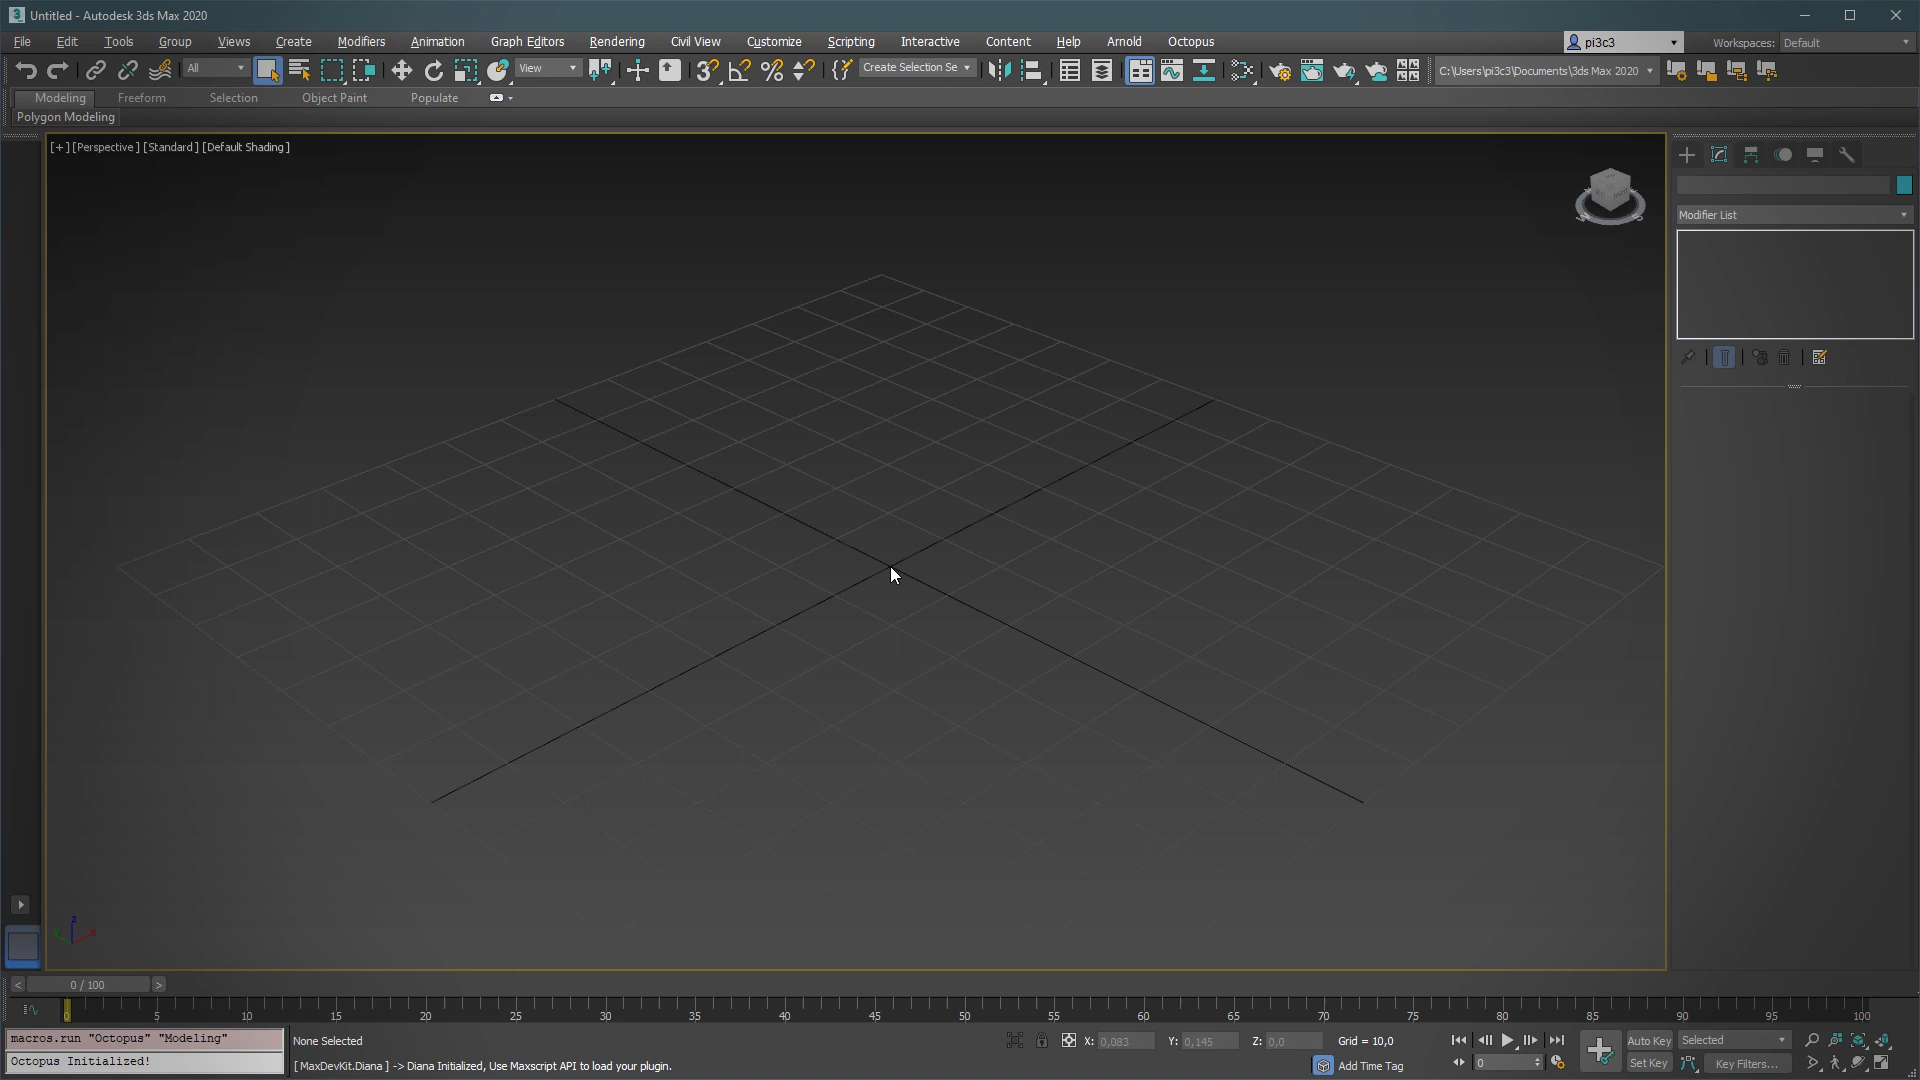 Untitled - Autodesk 3ds Max 2020
File Edit Tools Group Views Create Modifiers Animation Graph Editors Rendering Civil View Customize Scripting Interactive Content Help Arnold Octopus pi3c3 Workspaces: Default
All View Create Selection Se C:\Users\pi3c3\Documents\3ds Max 2020
Modeling Freeform Selection Object Paint Populate
Polygon Modeling
[+] [Perspective] [Standard] [Default Shading]
Modifier List
z
x
0 / 100
0 5 10 15 20 25 30 35 40 45 50 55 60 65 70 75 80 85 90 95 100
macros.run "Octopus" "Modeling"
None Selected X: 0,083 Y: 0,145 Z: 0,0 Grid = 10,0 Auto Key Selected
Octopus Initialized!
[MaxDevKit.Diana] -> Diana Initialized, Use Maxscript API to load your plugin. Add Time Tag 0 Set Key Key Filters...